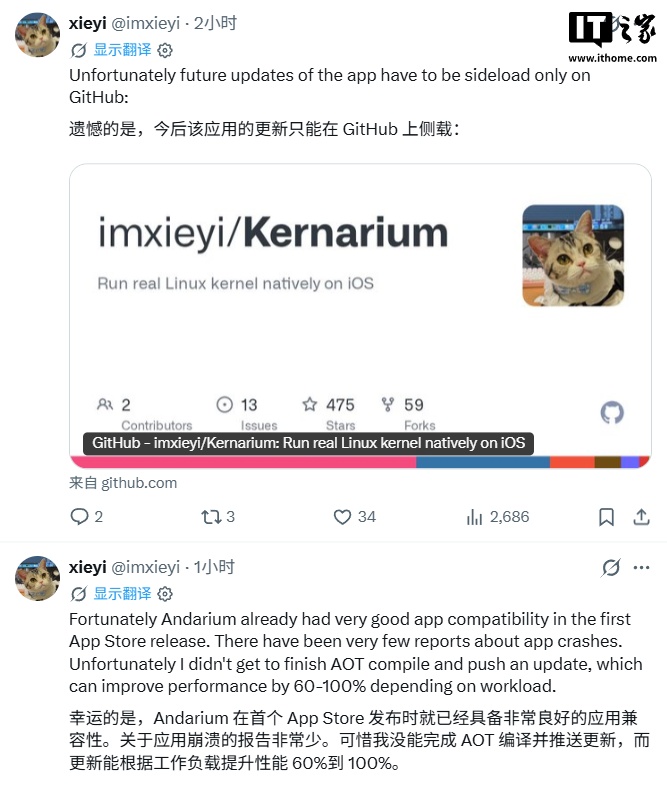 xieyi @imxieyi · 2小时
IT之家
www.ithome.com
显示翻译
Unfortunately future updates of the app have to be sideload only on
GitHub:
遗憾的是，今后该应用的更新只能在 GitHub 上侧载：
imxieyi/Kernarium
Run real Linux kernel natively on iOS
2
Contributors
13
Issues
475
Stars
59
Forks
GitHub - imxieyi/Kernarium: Run real Linux kernel natively on iOS
来自 github.com
2 3 34 2,686
xieyi @imxieyi · 1小时
显示翻译
Fortunately Andarium already had very good app compatibility in the first
App Store release. There have been very few reports about app crashes.
Unfortunately I didn't get to finish AOT compile and push an update, which
can improve performance by 60-100% depending on workload.
幸运的是，Andarium 在首个 App Store 发布时就已经具备非常良好的应用兼
容性。关于应用崩溃的报告非常少。可惜我没能完成 AOT 编译并推送更新，而
更新能根据工作负载提升性能 60%到 100%。